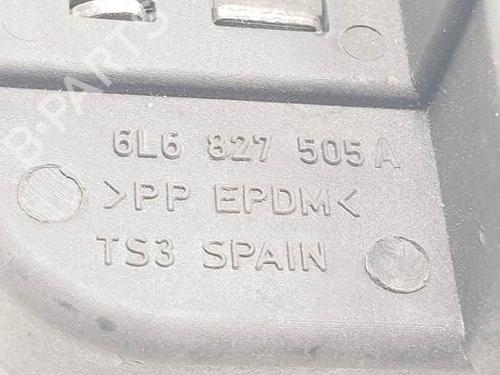 B-PARTS
6L6 827 505 A
>PP EPDM<
TS3 SPAIN